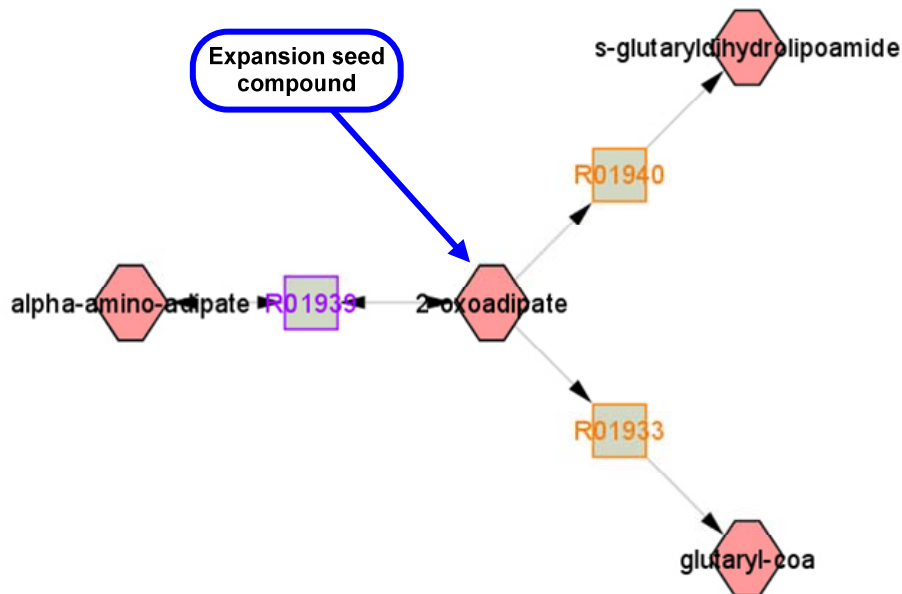 Expansion seed
compound
s-glutaryldihydrolipoamide
R01940
alpha-amino-adipate
R01939
2-oxoadipate
R01933
glutaryl-coa